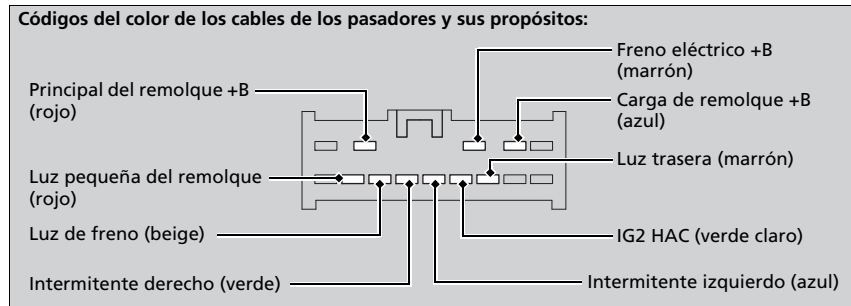 Códigos del color de los cables de los pasadores y sus propósitos:
Principal del remolque +B
(rojo)
Freno eléctrico +B
(marrón)
Carga de remolque +B
(azul)
Luz trasera (marrón)
Luz pequeña del remolque
(rojo)
Luz de freno (beige)
IG2 HAC (verde claro)
Intermitente derecho (verde)
Intermitente izquierdo (azul)